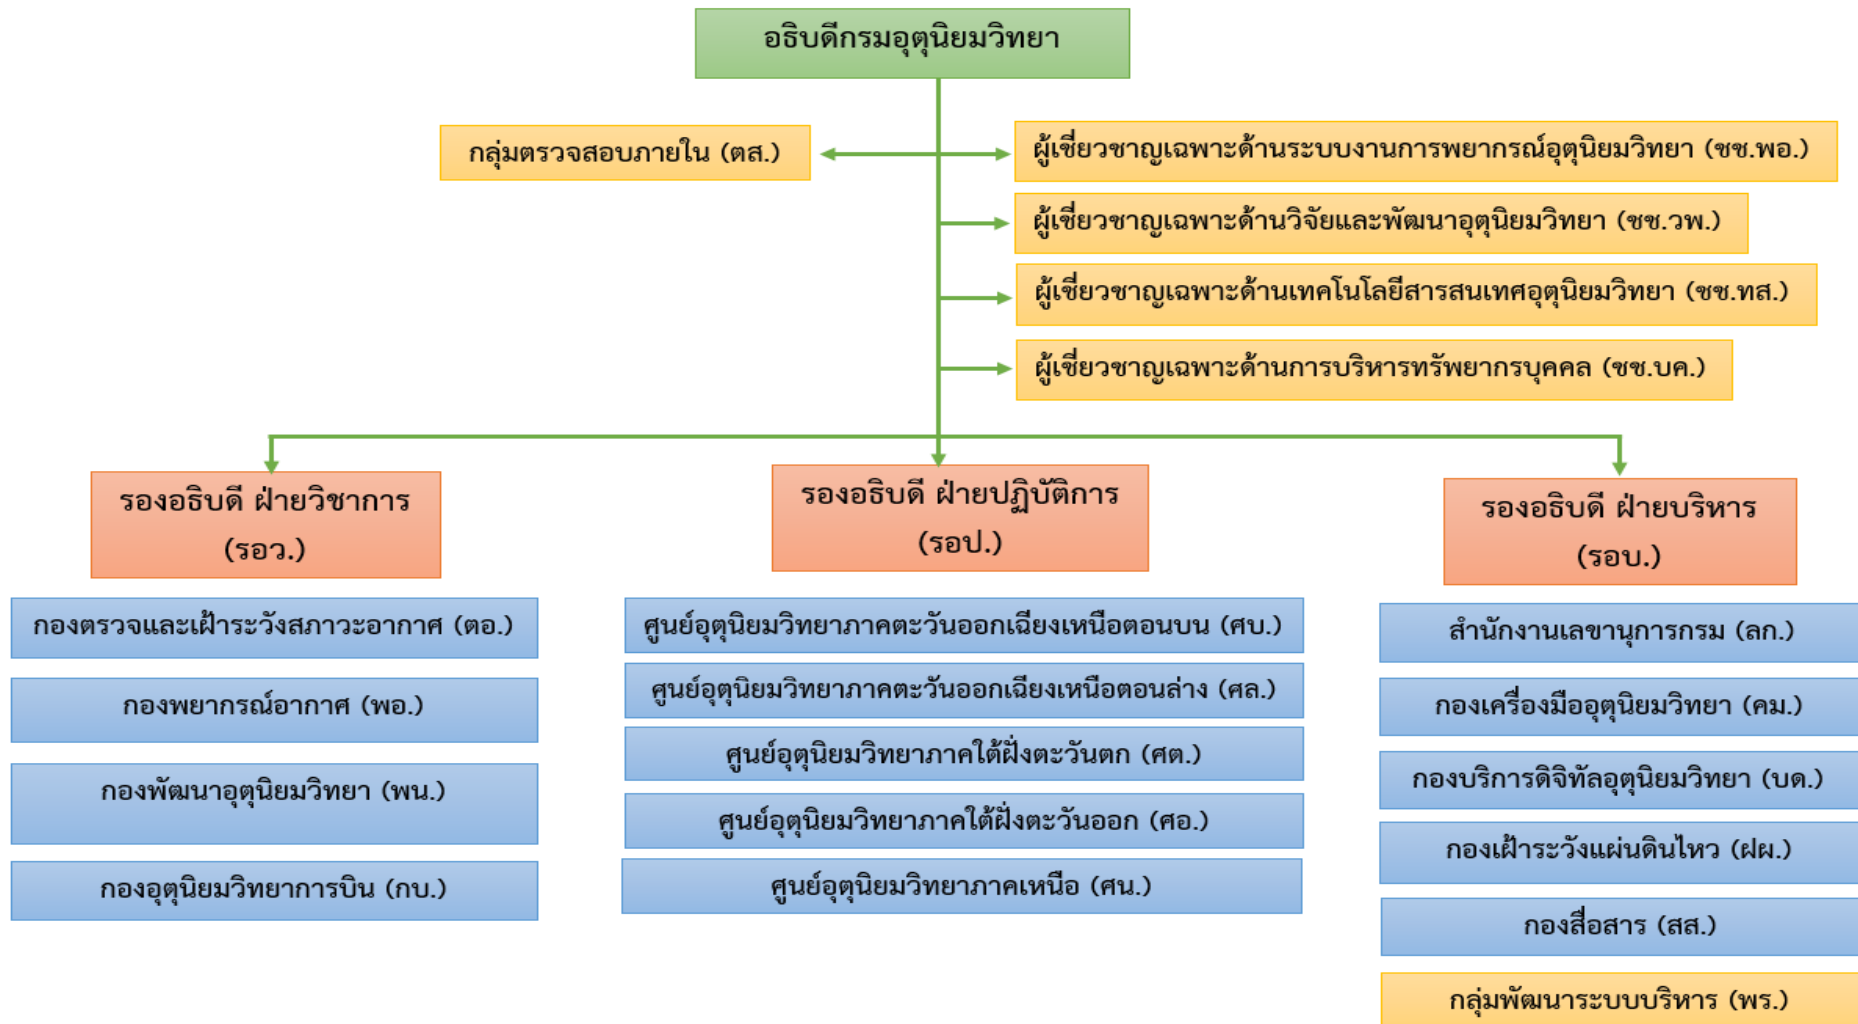 อธิบดีกรมอุตุนิยมวิทยา
กลุ่มตรวจสอบภายใน (ตส.)
ผู้เชี่ยวชาญเฉพาะด้านระบบงานการพยากรณ์อุตุนิยมวิทยา (ชช.พอ.)
ผู้เชี่ยวชาญเฉพาะด้านวิจัยและพัฒนาอุตุนิยมวิทยา (ชช.วพ.)
ผู้เชี่ยวชาญเฉพาะด้านเทคโนโลยีสารสนเทศอุตุนิยมวิทยา (ชช.ทส.)
ผู้เชี่ยวชาญเฉพาะด้านการบริหารทรัพยากรบุคคล (ชช.บค.)
รองอธิบดี ฝ่ายวิชาการ
(รอว.)
กองตรวจและเฝ้าระวังสภาวะอากาศ (ตอ.)
กองพยากรณ์อากาศ (พอ.)
กองพัฒนาอุตุนิยมวิทยา (พน.)
กองอุตุนิยมวิทยาการบิน (กบ.)
รองอธิบดี ฝ่ายปฏิบัติการ
(รอป.)
ศูนย์อุตุนิยมวิทยาภาคตะวันออกเฉียงเหนือตอนบน (ศบ.)
ศูนย์อุตุนิยมวิทยาภาคตะวันออกเฉียงเหนือตอนล่าง (ศล.)
ศูนย์อุตุนิยมวิทยาภาคใต้ฝั่งตะวันตก (ศต.)
ศูนย์อุตุนิยมวิทยาภาคใต้ฝั่งตะวันออก (ศอ.)
ศูนย์อุตุนิยมวิทยาภาคเหนือ (ศน.)
รองอธิบดี ฝ่ายบริหาร
(รอบ.)
สำนักงานเลขานุการกรม (ลก.)
กองเครื่องมืออุตุนิยมวิทยา (คม.)
กองบริการดิจิทัลอุตุนิยมวิทยา (บด.)
กองเฝ้าระวังแผ่นดินไหว (ฝผ.)
กองสื่อสาร (สส.)
กลุ่มพัฒนาระบบบริหาร (พร.)